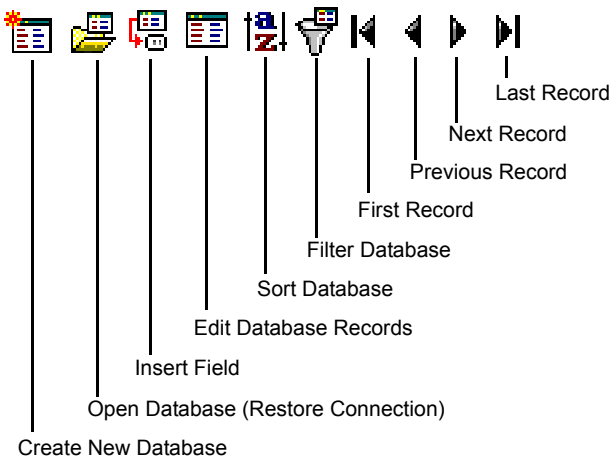 a
z
Last Record
Next Record
Previous Record
First Record
Filter Database
Sort Database
Edit Database Records
Insert Field
Open Database (Restore Connection)
Create New Database